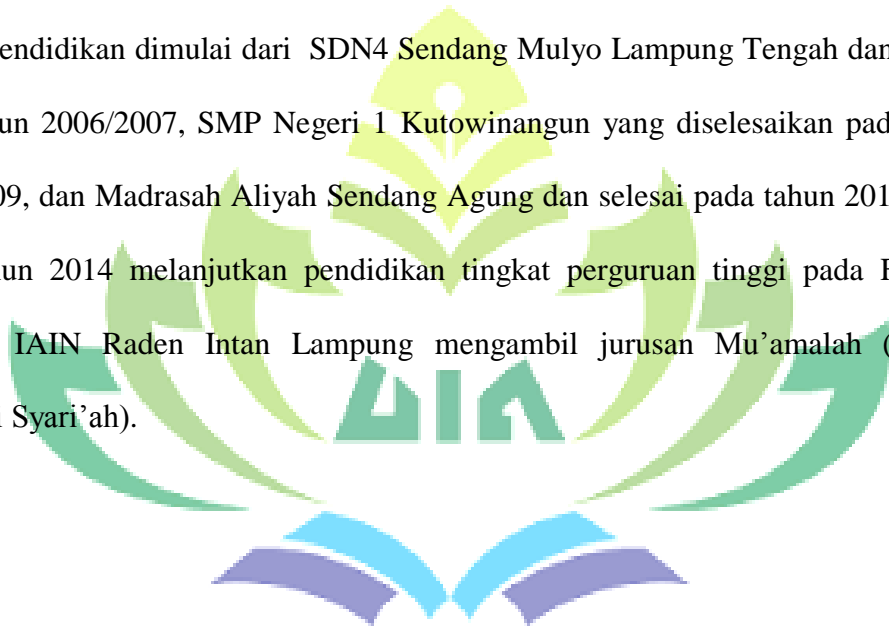 endidikan dimulai dari SDN4 Sendang Mulyo Lampung Tengah dan
un 2006/2007, SMP Negeri 1 Kutowinangun yang diselesaikan pad
09, dan Madrasah Aliyah Sendang Agung dan selesai pada tahun 201
un 2014 melanjutkan pendidikan tingkat perguruan tinggi pada
IAIN Raden Intan Lampung mengambil jurusan Mu’amalah (
Syari’ah).
UIN